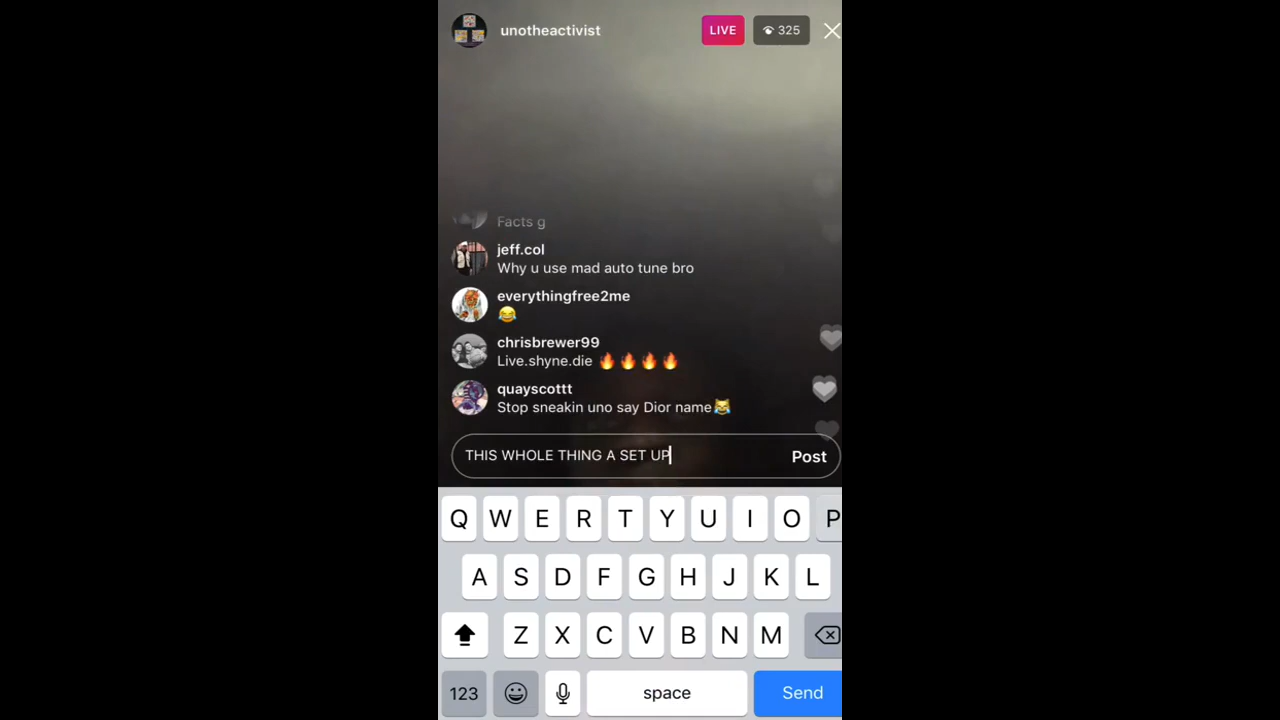 unotheactivist LIVE 325
Facts g
jeff.col
Why u use mad auto tune bro
everythingfree2me
😂
chrisbrewer99
Live.shyne.die 🔥🔥🔥🔥
quayscottt
Stop sneakin uno say Dior name😹
THIS WHOLE THING A SET UP Post
Q W E R T Y U I O P
A S D F G H J K L
Z X C V B N M
123 space Send